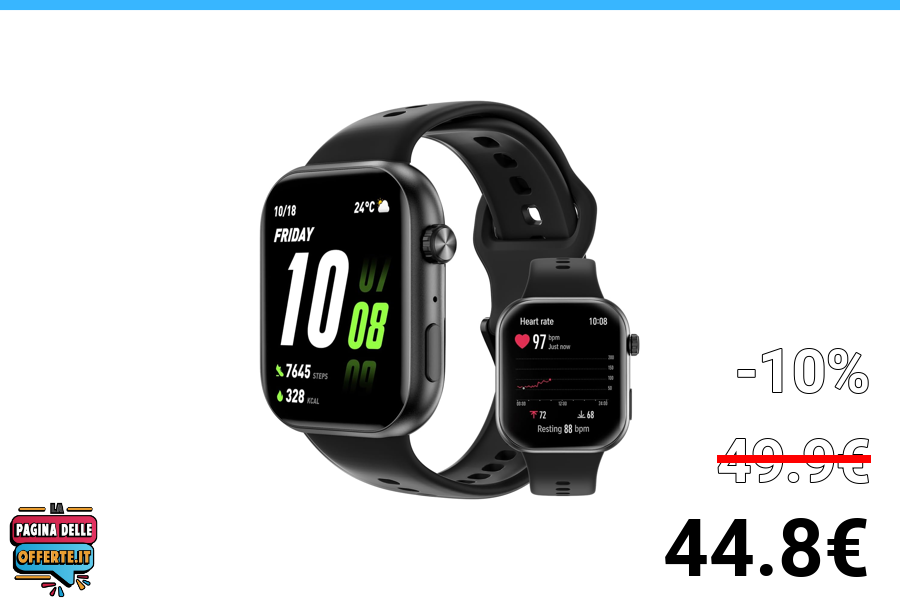 10/18
24°C
FRIDAY
10
07
08
09
7645 STEPS
328 KCAL
Heart rate
10:08
97 bpm
Just now
200
150
100
50
00:00 12:00 24:00
72
68
Resting 88 bpm
-10%
49.9€
44.8€
LA
PAGINA DELLE
OFFERTE.IT